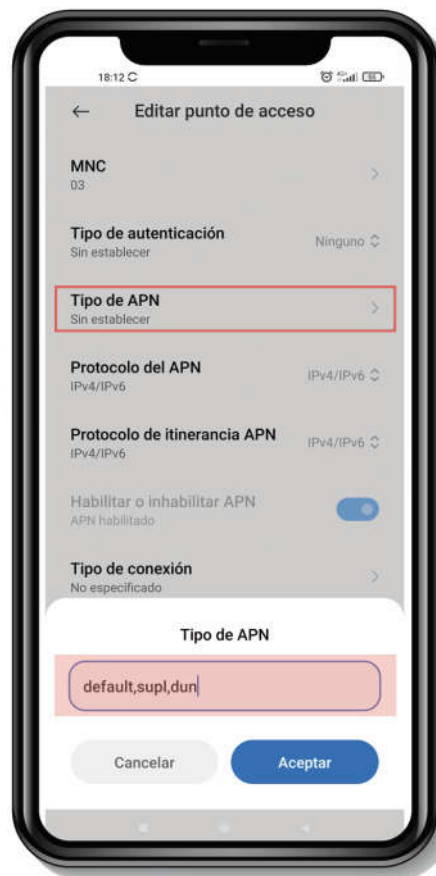 18:12
Editar punto de acceso
MNC
03
Tipo de autenticación
Sin establecer
Ninguno
Tipo de APN
Sin establecer
Protocolo del APN
IPv4/IPv6
IPv4/IPv6
Protocolo de itinerancia APN
IPv4/IPv6
IPv4/IPv6
Habilitar o inhabilitar APN
APN habilitado
Tipo de conexión
No especificado
Tipo de APN
default,supl,dun
Cancelar
Aceptar